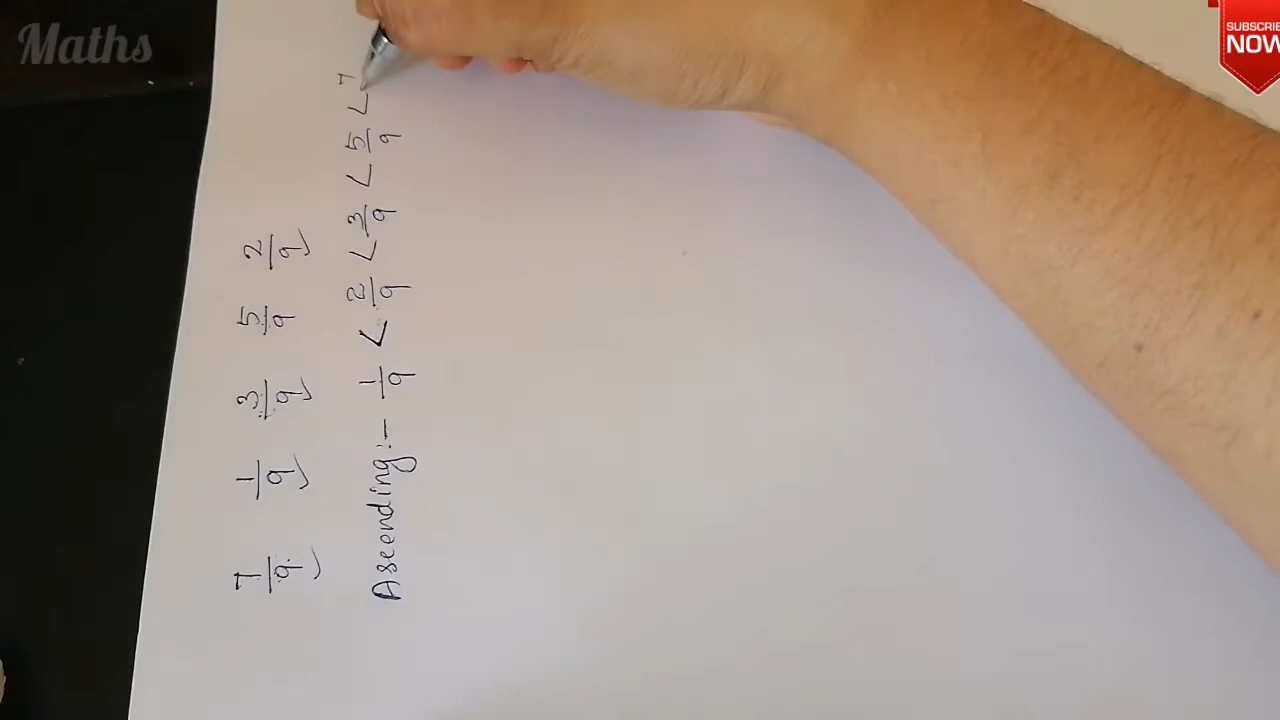 Maths
SUBSCRIBE
NOW
7/9 1/9 3/9 5/9 2/9
Ascending:- 1/9 < 2/9 < 3/9 < 5/9 < 7